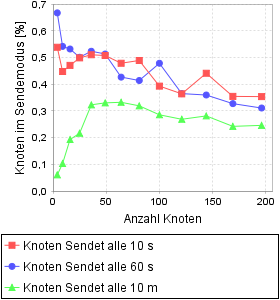 Knoten im Sendemodus [%]
0,7
0,6
0,5
0,4
0,3
0,2
0,1
0,0
0 50 100 150 200
Anzahl Knoten
Knoten Sendet alle 10 s
Knoten Sendet alle 60 s
Knoten Sendet alle 10 m